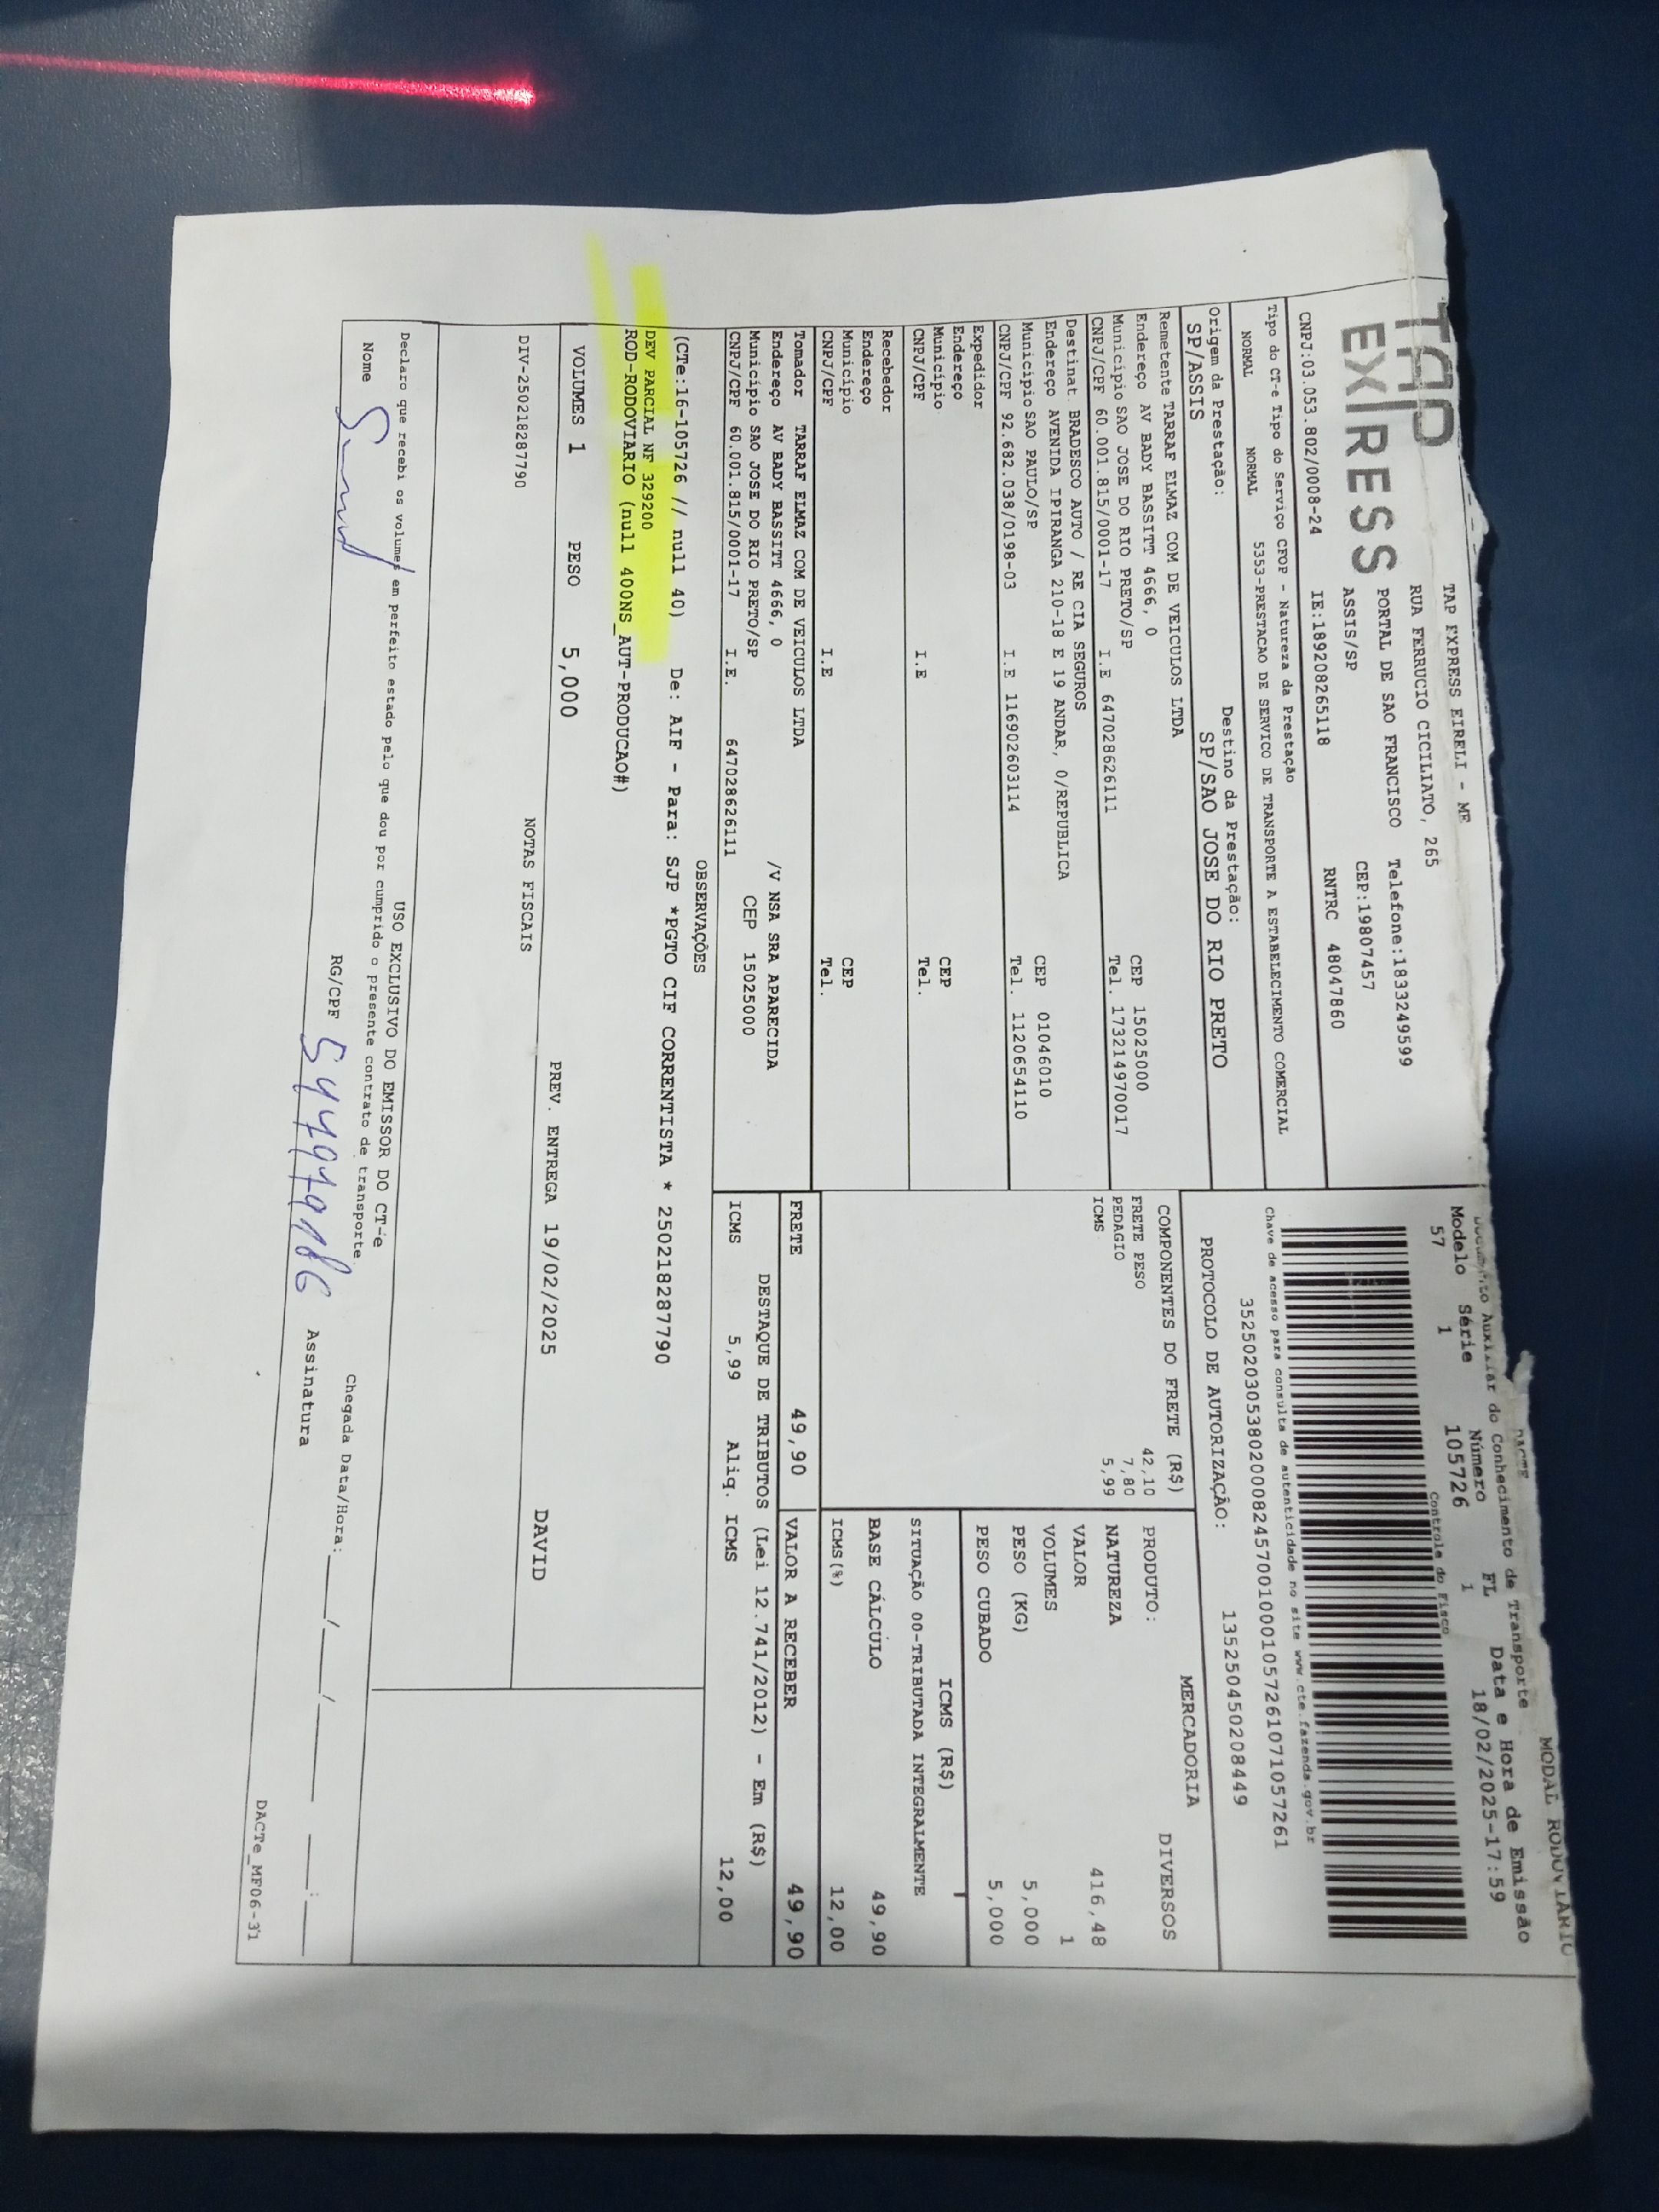 TAP EXPRESS
TAP EXPRESS EIRELI - ME
RUA FERRUCIO CICILIATO, 265
PORTAL DE SAO FRANCISCO Telefone:1833249599
ASSIS/SP CEP:19807457
CNPJ:03.053.802/0008-24 IE:189208265118 RNTRC 48047860
Tipo do CT-e Tipo do Serviço CFOP - Natureza da Prestação
NORMAL NORMAL 5353-PRESTACAO DE SERVICO DE TRANSPORTE A ESTABELECIMENTO COMERCIAL
Origem da Prestação: Destino da Prestação:
SP/ASSIS SP/SAO JOSE DO RIO PRETO
MODAL RODOVIARIO
DACTE
Documento Auxiliar do Conhecimento de Transporte
Modelo Série Número FL Data e Hora de Emissão
57 1 105726 1 18/02/2025-17:59
Controle do Fisco
Chave de acesso para consulta de autenticidade no site www.cte.fazenda.gov.br
35250203053802000824570010001057261071057261
PROTOCOLO DE AUTORIZAÇÃO: 135250450208449
Remetente TARRAF ELMAZ COM DE VEICULOS LTDA
Endereço AV BADY BASSITT 4666, 0 CEP 15025000
Município SAO JOSE DO RIO PRETO/SP Tel. 173214970017
CNPJ/CPF 60.001.815/0001-17 I.E 647028626111
Destinat. BRADESCO AUTO / RE CIA SEGUROS
Endereço AVENIDA IPIRANGA 210-18 E 19 ANDAR, 0/REPUBLICA
Município SAO PAULO/SP CEP 01046010
CNPJ/CPF 92.682.038/0198-03 I.E 116902603114 Tel. 1120654110
Expedidor
Endereço
Município CEP
CNPJ/CPF I.E Tel.
Recebedor
Endereço
Município CEP
CNPJ/CPF I.E Tel.
Tomador TARRAF ELMAZ COM DE VEICULOS LTDA
Endereço AV BADY BASSITT 4666, 0 /V NSA SRA APARECIDA
Município SAO JOSE DO RIO PRETO/SP CEP 15025000
CNPJ/CPF 60.001.815/0001-17 I.E. 647028626111
COMPONENTES DO FRETE (R$)
FRETE PESO 42,10
PEDAGIO 7,80
ICMS 5,99
MERCADORIA
PRODUTO: DIVERSOS
NATUREZA
VALOR 416,48
VOLUMES 1
PESO (KG) 5,000
PESO CUBADO 5,000
ICMS (R$)
SITUAÇÃO 00-TRIBUTADA INTEGRALMENTE
BASE CÁLCULO 49,90
ICMS(%) 12,00
FRETE 49,90 VALOR A RECEBER 49,90
DESTAQUE DE TRIBUTOS (Lei 12.741/2012) - Em (R$)
ICMS 5,99 Aliq. ICMS 12,00
OBSERVAÇÕES
(CTe:16-105726 // null 40) De: AIF - Para: SJP *PGTO CIF CORRENTISTA * 250218287790
DEV PARCIAL NF 329200
ROD-RODOVIARIO (null 400NS_AUT-PRODUCAO#)
VOLUMES 1 PESO 5,000 PREV. ENTREGA 19/02/2025 DAVID
NOTAS FISCAIS
DIV-250218287790
USO EXCLUSIVO DO EMISSOR DO CT-e
Declaro que recebi os volumes em perfeito estado pelo que dou por cumprido o presente contrato de transporte.
Chegada Data/Hora:___/___/___ __:__
Nome RG/CPF Assinatura
DACTe_MF06-31